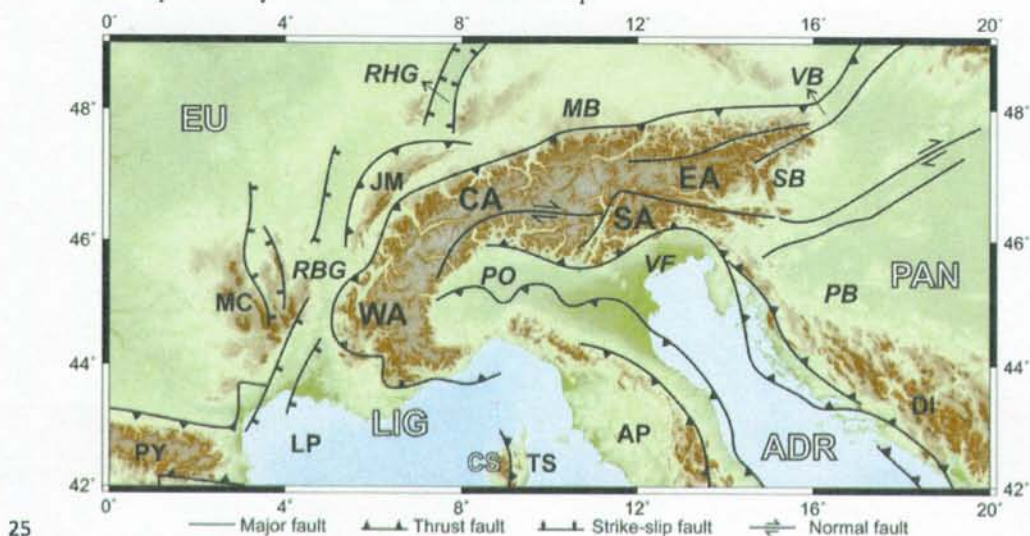 0° 4° 8° 12° 16° 20°
RHG VB
48° EU MB 48°
JM CA EA SB
46° SA 46°
RBG PO VF PAN
MC WA PB
44° 44°
LIG DI
PY LP AP ADR
CS TS
42° 42°
0° 4° 8° 12° 16° 20°
25 Major fault Thrust fault Strike-slip fault Normal fault